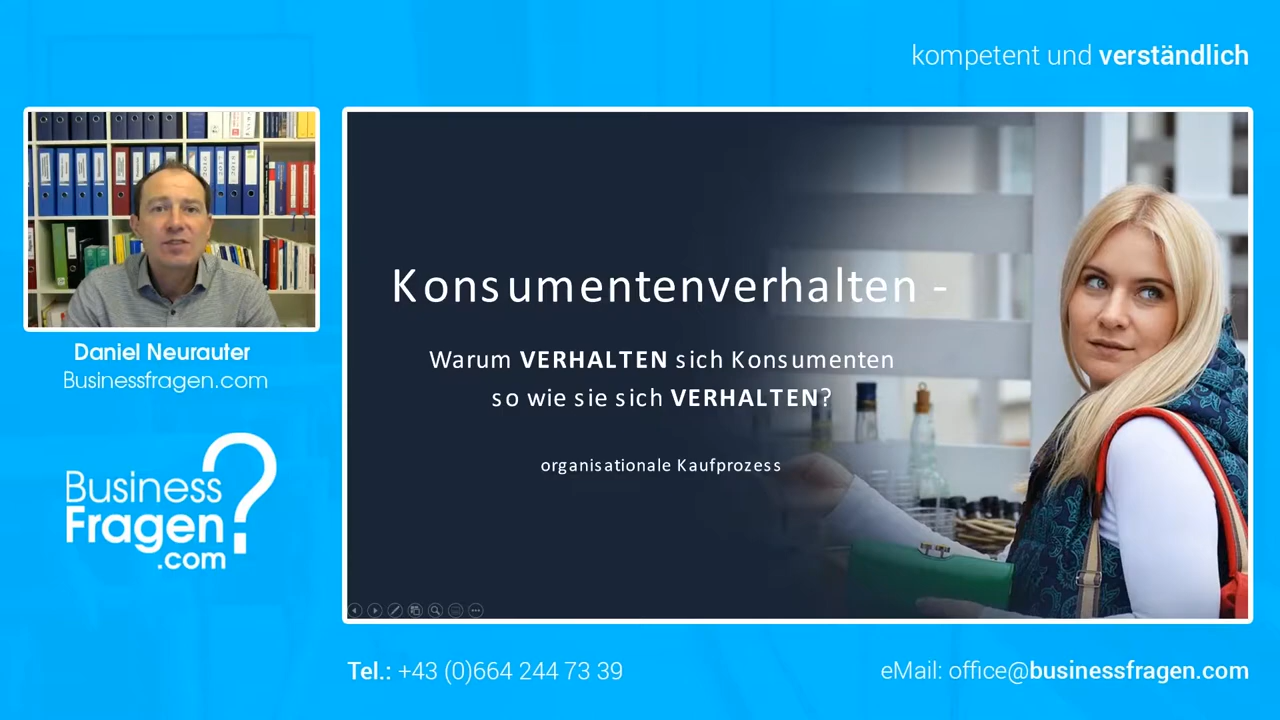 kompetent und verständlich
Daniel Neurauter
Businessfragen.com
Business
Fragen?
.com
Konsumentenverhalten -
Warum VERHALTEN sich Konsumenten
so wie sie sich VERHALTEN?
organisationale Kaufprozess
Tel.: +43 (0)664 244 73 39
eMail: office@businessfragen.com